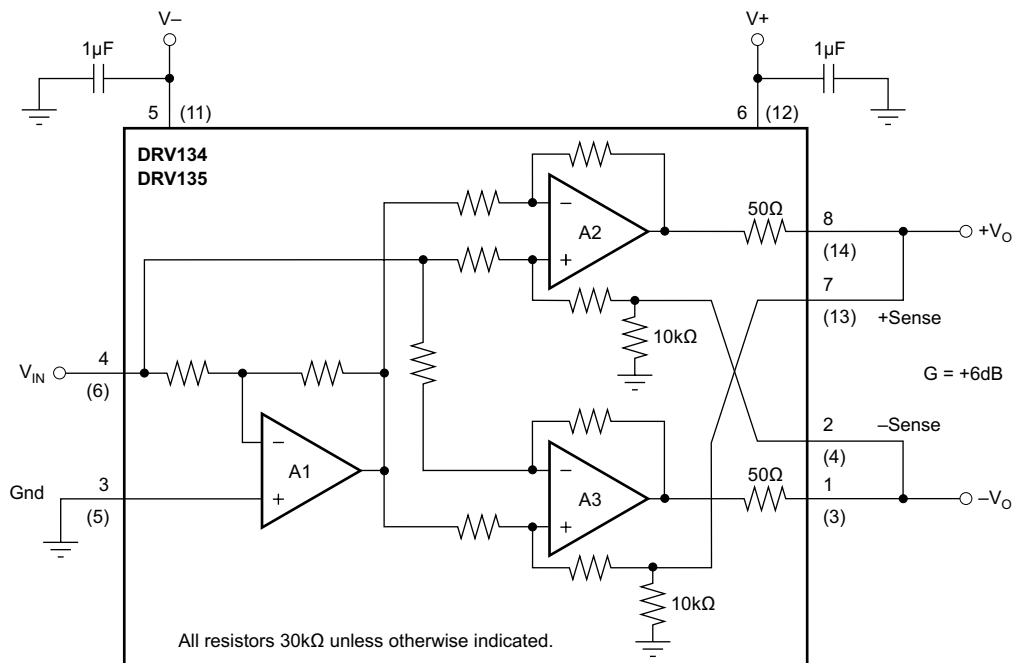 V–
V+
1µF
1µF
5 (11)
6 (12)
DRV134
DRV135
50Ω
8
(14)
+VO
A2
–
+
7
(13)
+Sense
10kΩ
4
VIN
(6)
G = +6dB
–
A1
+
2
–Sense
(4)
3
Gnd
(5)
–
A3
+
50Ω
1
(3)
–VO
10kΩ
All resistors 30kΩ unless otherwise indicated.